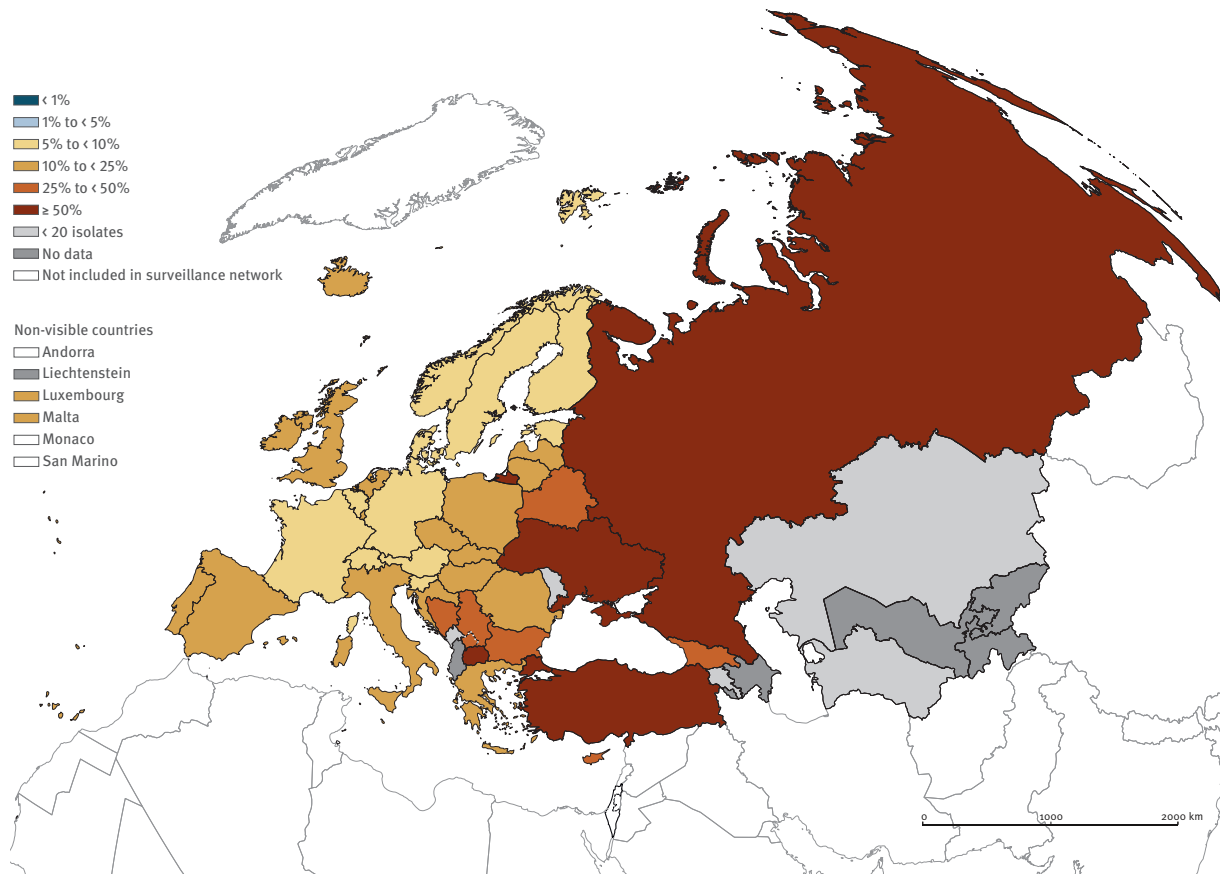 < 1%
1% to < 5%
5% to < 10%
10% to < 25%
25% to < 50%
≥ 50%
< 20 isolates
No data
Not included in surveillance network
Non-visible countries
Andorra
Liechtenstein
Luxembourg
Malta
Monaco
San Marino
0 1000 2000 km